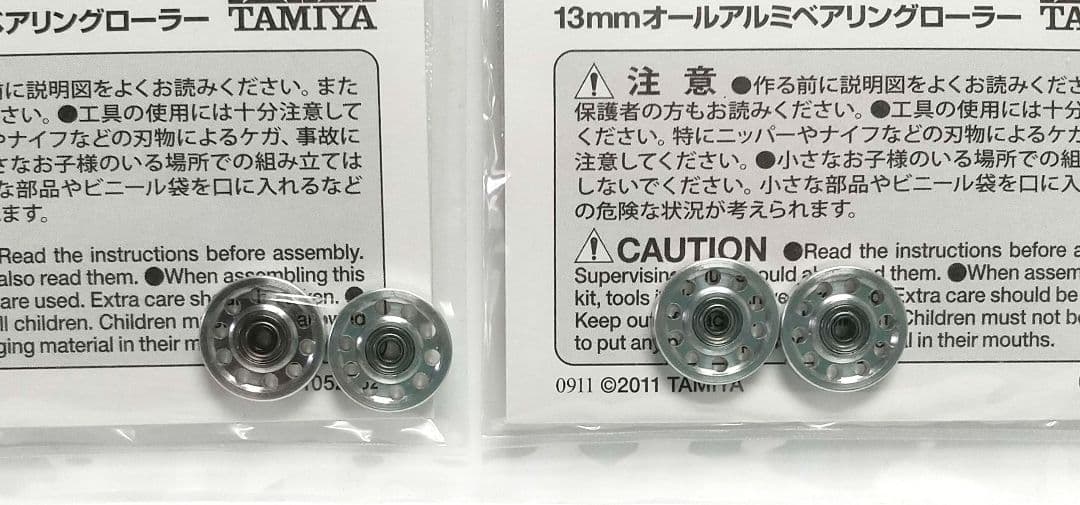 ベアリングローラー TAMIYA
前に説明図をよくお読みください。また
さい。●工具の使用には十分注意して
やナイフなどの刃物によるケガ、事故に
さなお子様のいる場所での組み立ては
な部品やビニール袋を口に入れるなど
れます。
Read the instructions before assembly.
also read them. ●When assembling this
are used. Extra care
ll children. Children
ging material in their m
13mmオールアルミベアリングローラー TA
注意 ●作る前に説明図をよくお読みくださ
保護者の方もお読みください。●工具の使用には十分
ください。特にニッパーやナイフなどの刃物によるケガ
注意してください。●小さなお子様のいる場所での組
しないでください。小さな部品やビニール袋を口に入
の危険な状況が考えられます。
CAUTION ●Read the instructions before a
Supervising ould al d them. ●When assem
kit, tools Extra care should be
Keep out Children must not be
to put any l in their mouths.
0911 ©2011 TAMIYA